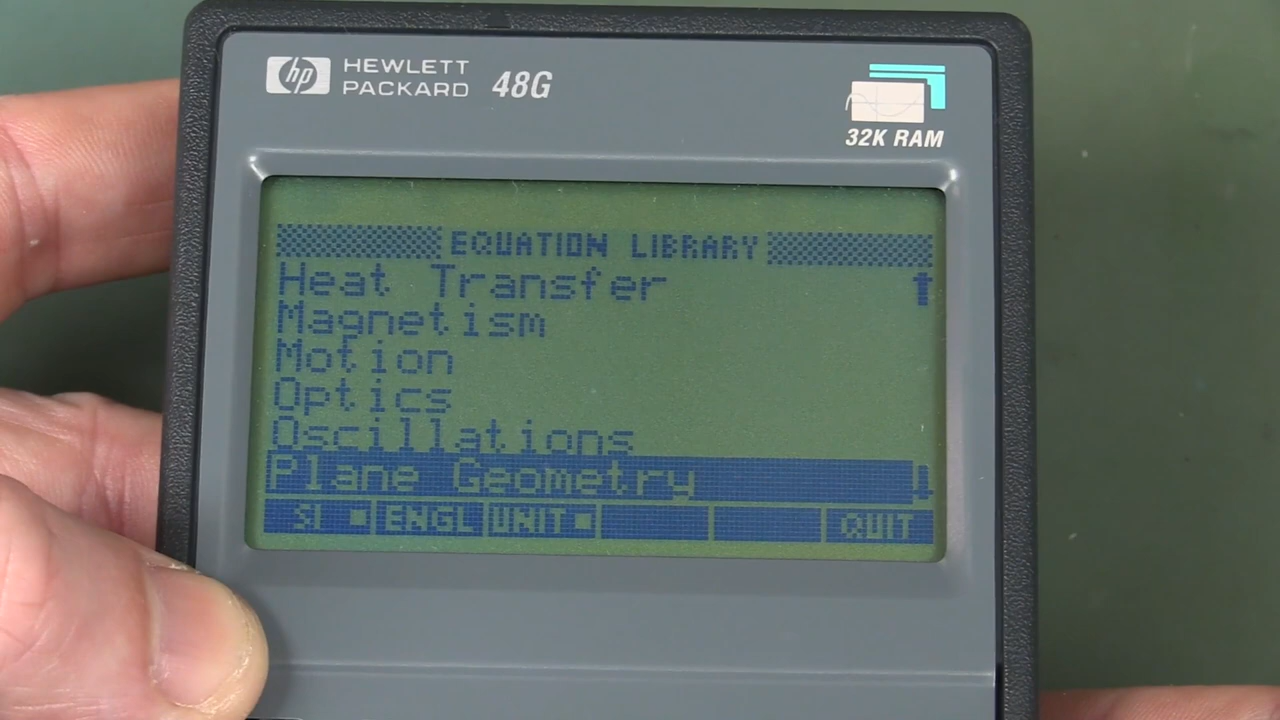 hp HEWLETT PACKARD 48G
32K RAM
EQUATION LIBRARY
Heat Transfer
Magnetism
Motion
Optics
Oscillations
Plane Geometry
SI ENGL UNIT QUIT